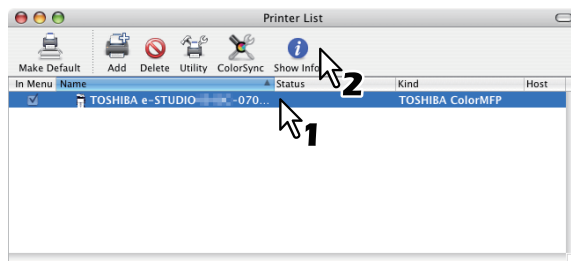 Printer List
Make Default Add Delete Utility ColorSync Show Info
In Menu Name Status Kind Host
TOSHIBA e-STUDIO -070... TOSHIBA ColorMFP
2
1